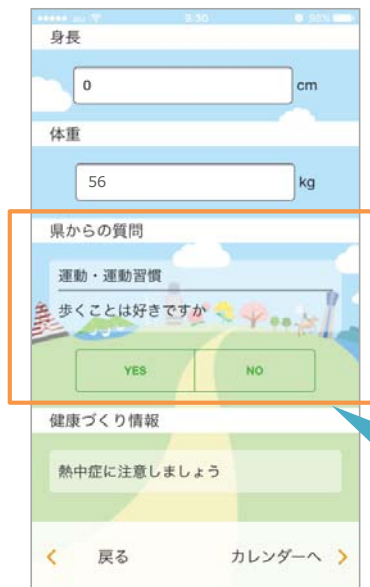 au 9:30 98%
身長
0 cm
体重
56 kg
県からの質問
運動・運動習慣
歩くことは好きですか
YES NO
健康づくり情報
熱中症に注意しましょう
戻る カレンダーへ